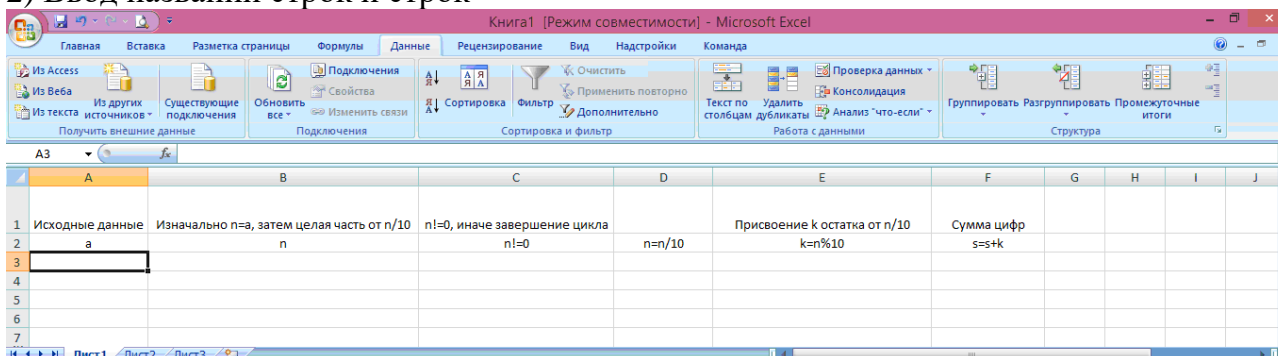 2) Ввод названий строк и строк
Книга1 [Режим совместимости] - Microsoft Excel
Главная Вставка Разметка страницы Формулы Данные Рецензирование Вид Надстройки Команда
Из Access
Из Веба
Из текста
Из других источников
Существующие подключения
Получить внешние данные
Обновить все
Подключения
Свойства
Изменить связи
Подключения
Сортировка
Фильтр
Очистить
Применить повторно
Дополнительно
Сортировка и фильтр
Текст по столбцам
Удалить дубликаты
Проверка данных
Консолидация
Анализ "что-если"
Работа с данными
Группировать
Разгруппировать
Промежуточные итоги
Структура
A3 fx
A B C D E F G H I J
1 Исходные данные Изначально n=a, затем целая часть от n/10 n!=0, иначе завершение цикла Присвоение k остатка от n/10 Сумма цифр
2 a n n!=0 n=n/10 k=n%10 s=s+k
3
4
5
6
7
Лист1 Лист2 Лист3